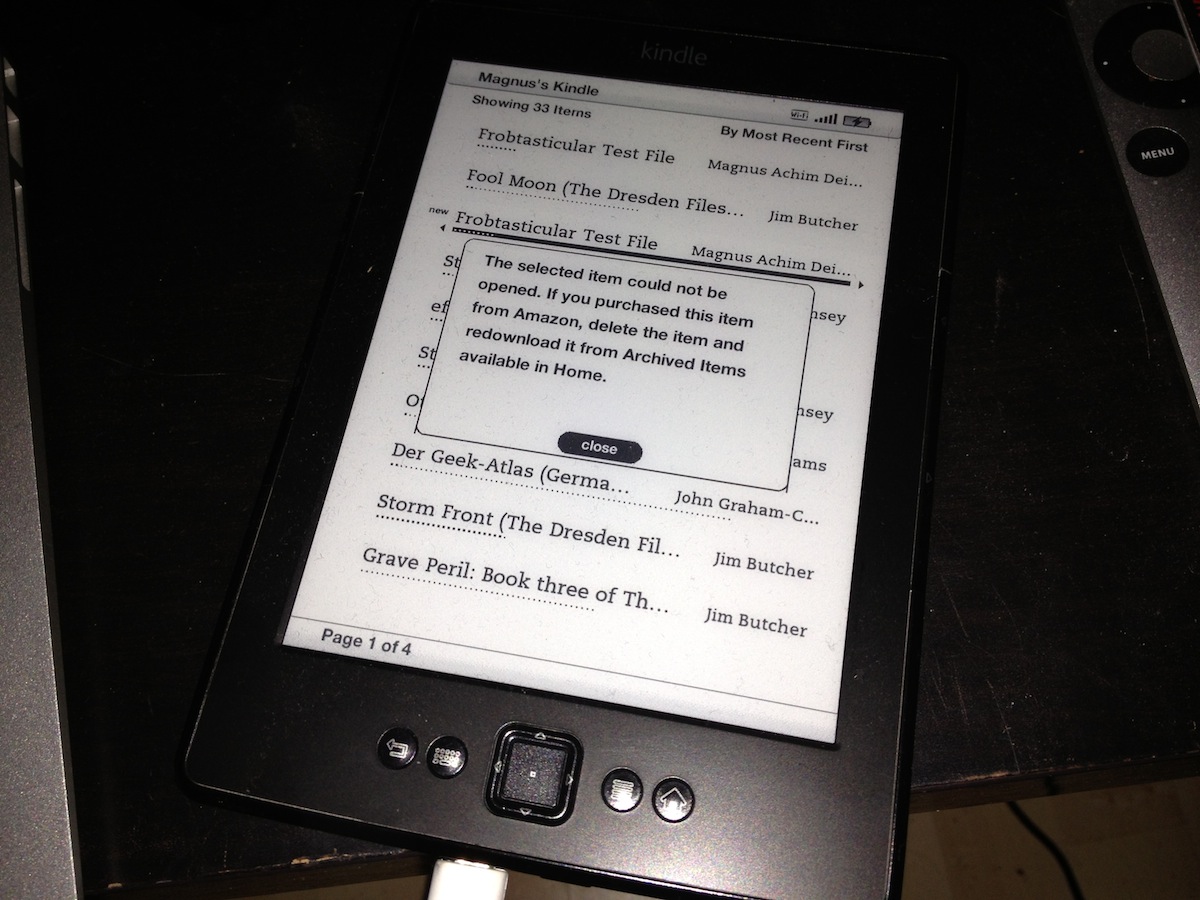 kindle
Magnus's Kindle
Wi-Fi
Showing 33 Items
By Most Recent First
Frobtasticular Test File Magnus Achim Dei...
Fool Moon (The Dresden Files... Jim Butcher
new
Frobtasticular Test File Magnus Achim Dei...
The selected item could not be
opened. If you purchased this item
from Amazon, delete the item and
redownload it from Archived Items
available in Home.
close
Der Geek-Atlas (Germa... John Graham-C...
Storm Front (The Dresden Fil... Jim Butcher
Grave Peril: Book three of Th... Jim Butcher
Page 1 of 4
MENU